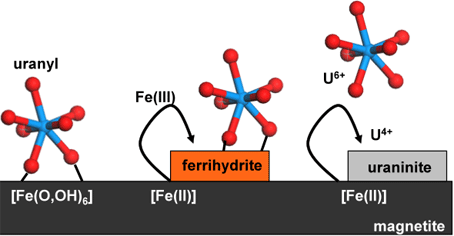 uranyl
Fe(III)
U⁶⁺
U⁴⁺
ferrihydrite
uraninite
[Fe(O,OH)₆]
[Fe(II)]
[Fe(II)]
magnetite